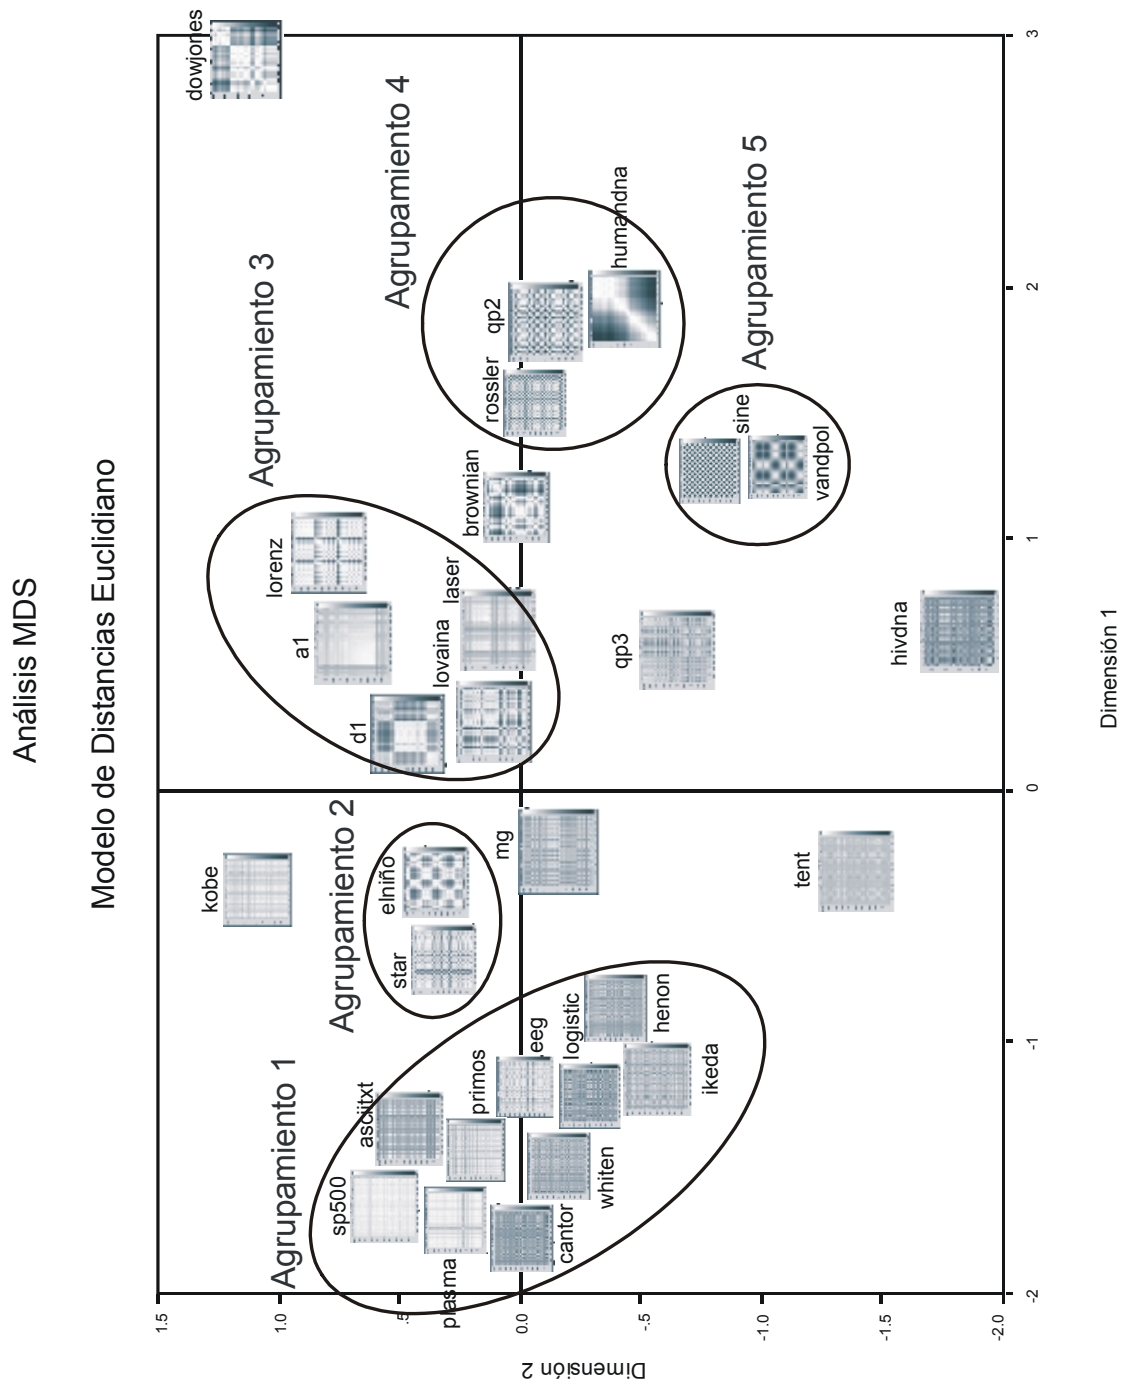 Análisis MDS
Modelo de Distancias Euclidiano
dowjones
Agrupamiento 4
Agrupamiento 3
Agrupamiento 5
humandna
qp2
rossler
sine
vandpol
brownian
lorenz
a1
laser
lovaina
d1
qp3
hivdna
kobe
Agrupamiento 2
elniño
star
mg
tent
Agrupamiento 1
asciitxt
primos
eeg
logistic
henon
ikeda
sp500
plasma
cantor
whiten
1.5
1.0
.5
0.0
-.5
-1.0
-1.5
-2.0
Dimensión 2
3
2
1
0
-1
-2
Dimensión 1